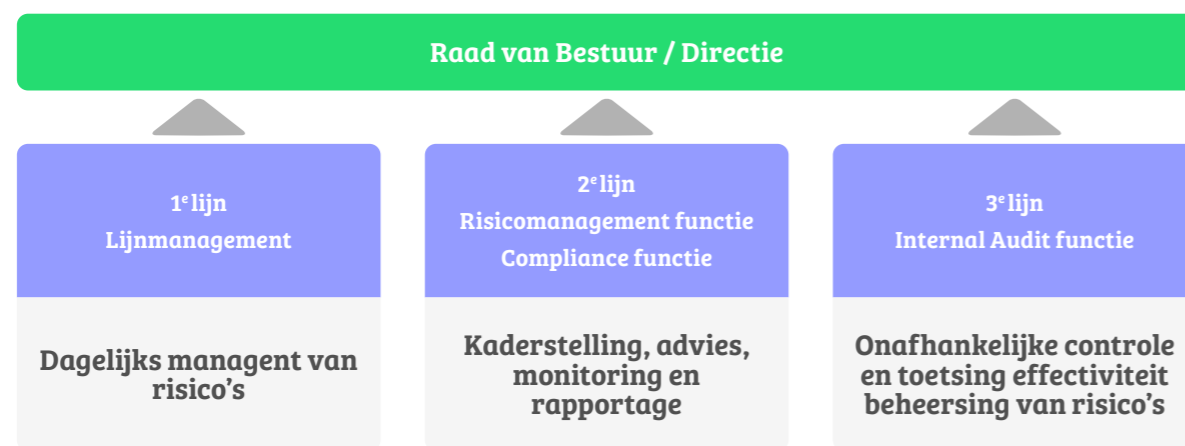 Raad van Bestuur / Directie
1e lijn
Lijnmanagement
2e lijn
Risicomanagement functie
Compliance functie
3e lijn
Internal Audit functie
Dagelijks managent van
risico's
Kaderstelling, advies,
monitoring en
rapportage
Onafhankelijke controle
en toetsing effectiviteit
beheersing van risico's